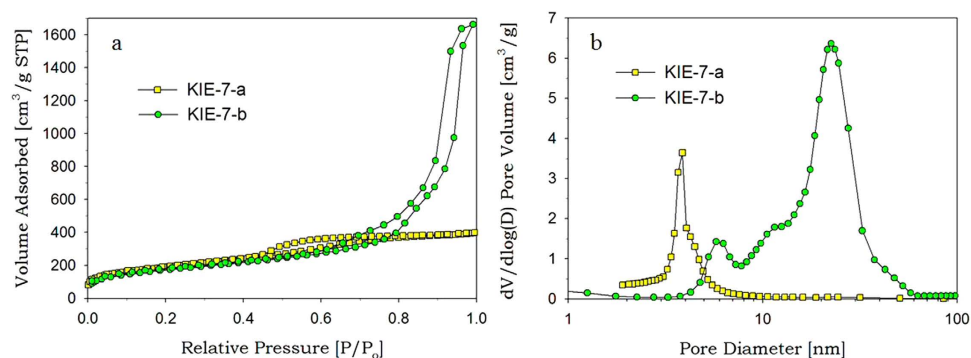 a
KIE-7-a
KIE-7-b
Volume Adsorbed [cm³/g STP]
1600
1400
1200
1000
800
600
400
200
0
0.0
0.2
0.4
0.6
0.8
1.0
Relative Pressure [P/Pₒ]
b
KIE-7-a
KIE-7-b
dV/dlog(D) Pore Volume [cm³/g]
7
6
5
4
3
2
1
0
1
10
100
Pore Diameter [nm]